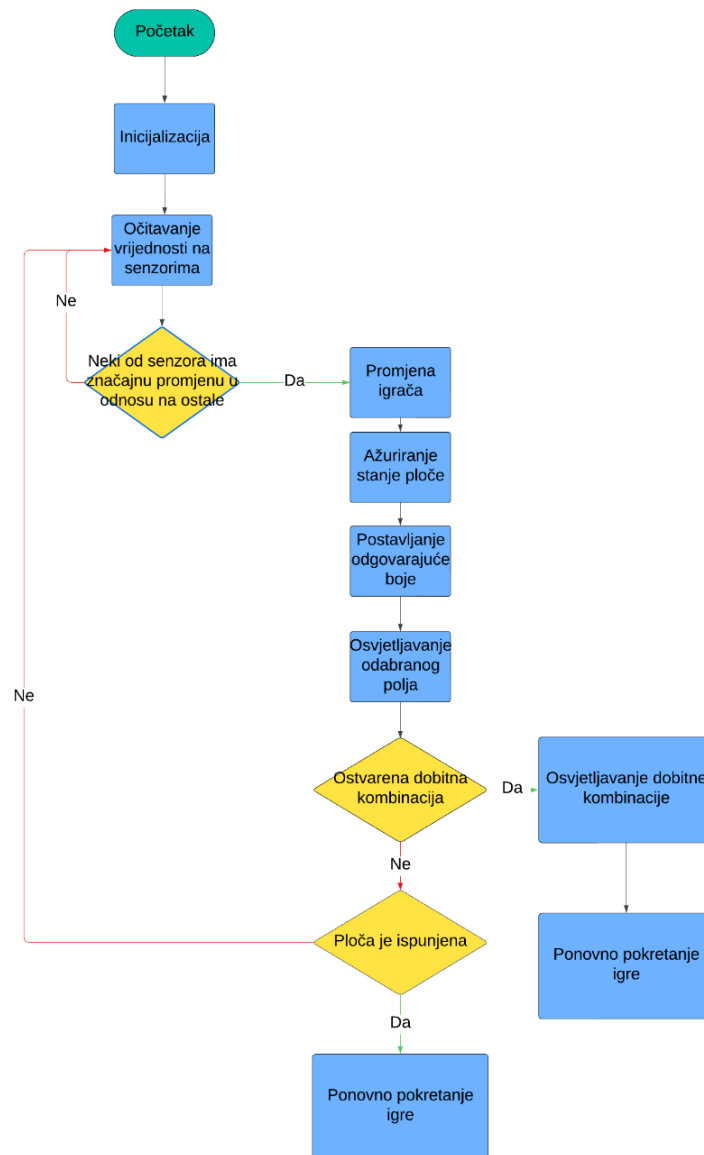 Početak
Inicijalizacija
Očitavanje
vrijednosti na
senzorima
Ne
Neki od senzora ima
značajnu promjenu u
odnosu na ostale
Da
Promjena
igrača
Ažuriranje
stanje ploče
Postavljanje
odgovarajuće
boje
Osvjetljavanje
odabranog
polja
Ne
Ostvarena dobitna
kombinacija
Da
Osvjetljavanje dobitne
kombinacije
Ne
Ploča je ispunjena
Ponovno pokretanje
igre
Da
Ponovno pokretanje
igre